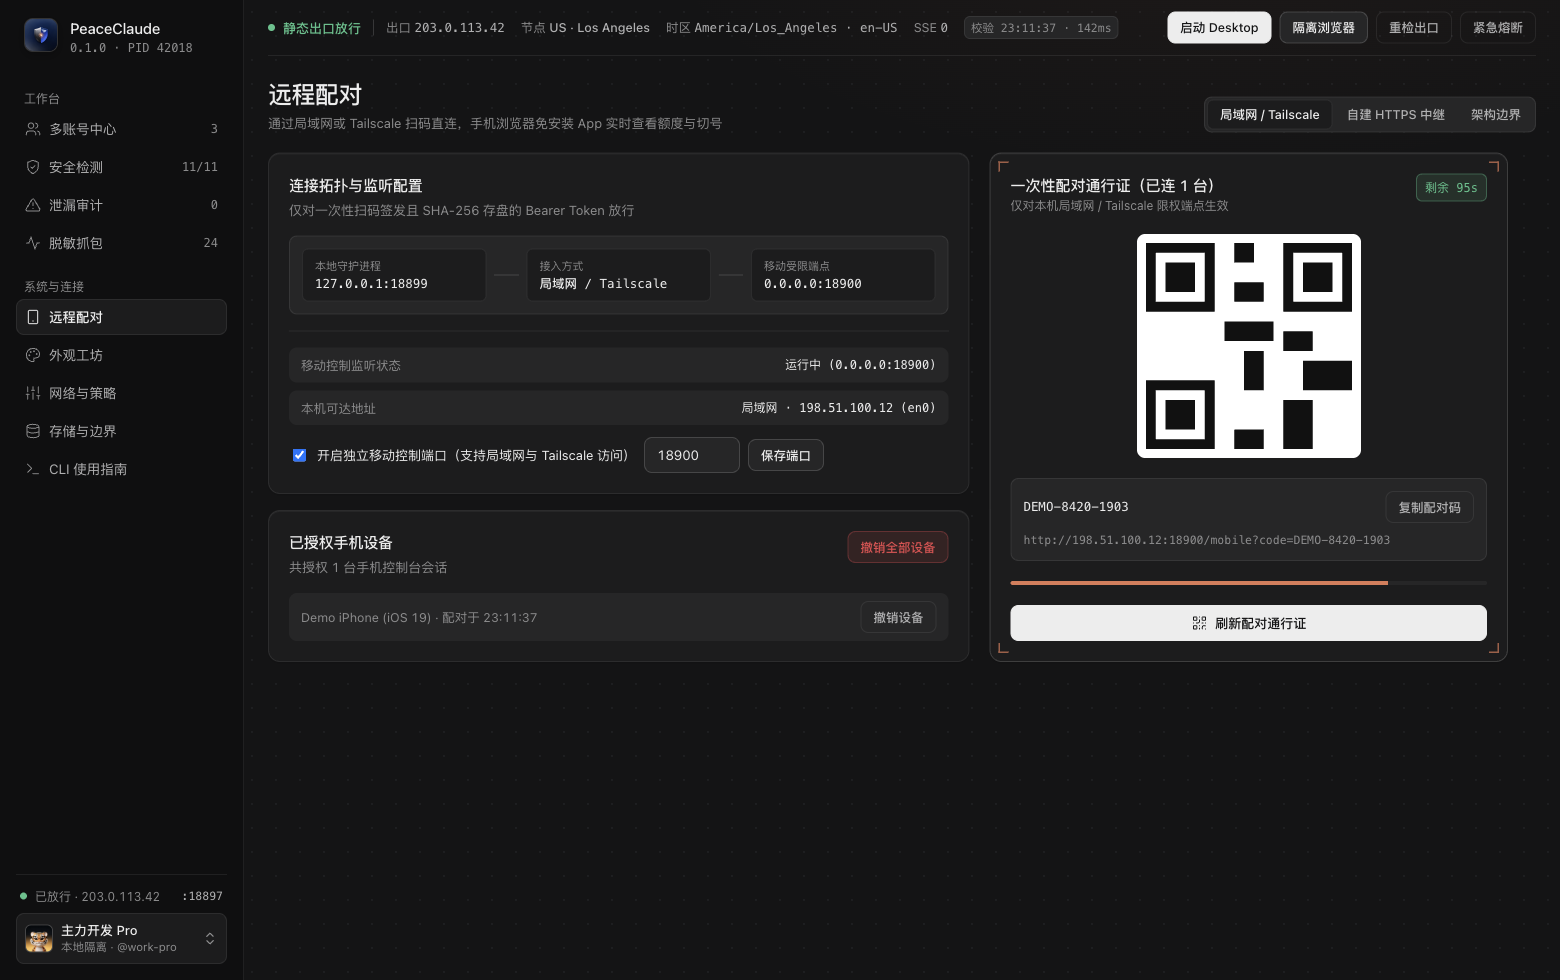 PeaceClaude
0.1.0 · PID 42018
工作台
多账号中心 3
安全检测 11/11
泄漏审计 0
脱敏抓包 24
系统与连接
远程配对
外观工坊
网络与策略
存储与边界
CLI 使用指南
已放行 · 203.0.113.42 :18897
主力开发 Pro
本地隔离 · @work-pro
静态出口放行 出口 203.0.113.42 节点 US · Los Angeles 时区 America/Los_Angeles · en-US SSE 0 校验 23:11:37 · 142ms 启动 Desktop 隔离浏览器 重检出口 紧急熔断
远程配对
通过局域网或 Tailscale 扫码直连，手机浏览器免安装 App 实时查看额度与切号
局域网 / Tailscale 自建 HTTPS 中继 架构边界
连接拓扑与监听配置
仅对一次性扫码签发且 SHA-256 存盘的 Bearer Token 放行
本地守护进程
127.0.0.1:18899
接入方式
局域网 / Tailscale
移动受限端点
0.0.0.0:18900
移动控制监听状态 运行中 (0.0.0.0:18900)
本机可达地址 局域网 · 198.51.100.12 (en0)
开启独立移动控制端口（支持局域网与 Tailscale 访问） 18900 保存端口
已授权手机设备
共授权 1 台手机控制台会话
撤销全部设备
Demo iPhone (iOS 19) · 配对于 23:11:37 撤销设备
一次性配对通行证（已连 1 台）
仅对本机局域网 / Tailscale 限权端点生效
剩余 95s
DEMO-8420-1903 复制配对码
http://198.51.100.12:18900/mobile?code=DEMO-8420-1903
刷新配对通行证